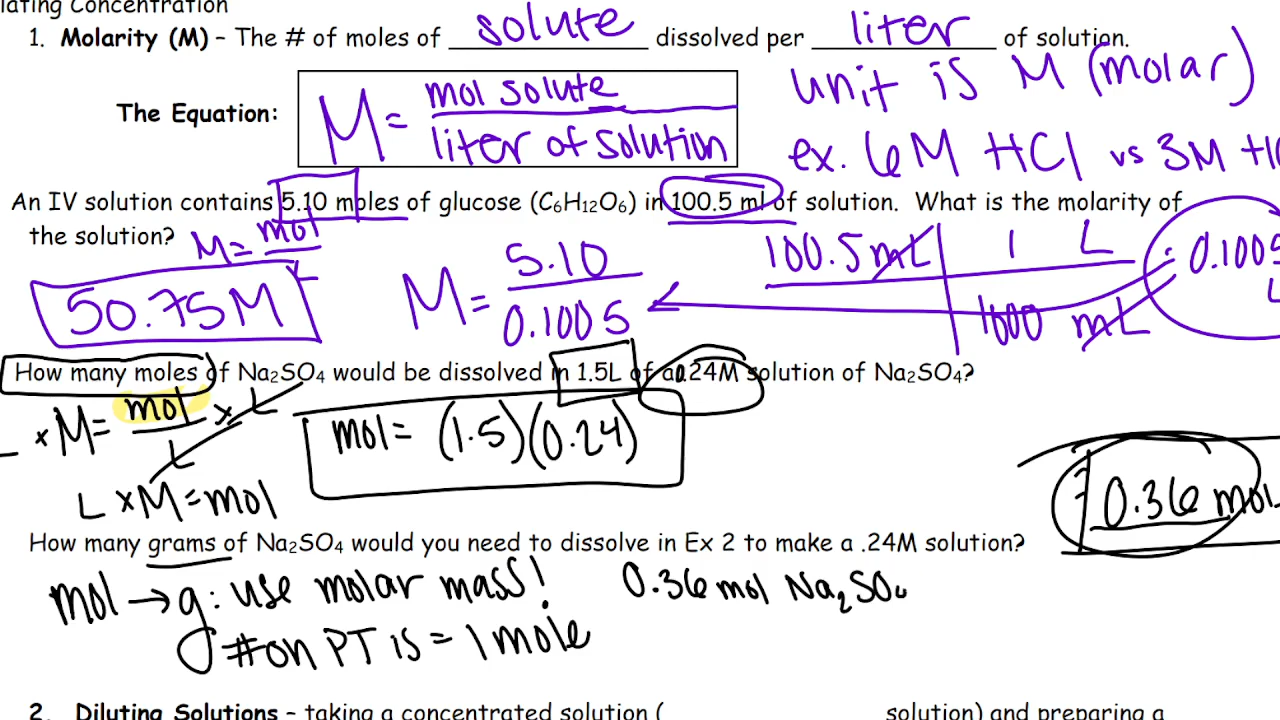 lating Concentration
1. Molarity (M) – The # of moles of solute dissolved per liter of solution.
unit is M (molar)
The Equation: M = mol solute / liter of solution
ex. 6M HCl vs 3M
An IV solution contains 5.10 moles of glucose (C₆H₁₂O₆) in 100.5 ml of solution. What is the molarity of
the solution?
M = mol / L
50.75M
M = 5.10 / 0.1005
100.5 mL | 1 L
1000 mL
0.1005
L
How many moles of Na₂SO₄ would be dissolved in 1.5L of a 0.24M solution of Na₂SO₄?
× M = mol / L × L
mol = (1.5)(0.24)
L × M = mol
= 0.36 mol
How many grams of Na₂SO₄ would you need to dissolve in Ex 2 to make a .24M solution?
mol → g: use molar mass!
0.36 mol Na₂SO₄
#on PT is = 1 mole
2. Diluting Solutions – taking a concentrated solution ( solution) and preparing a